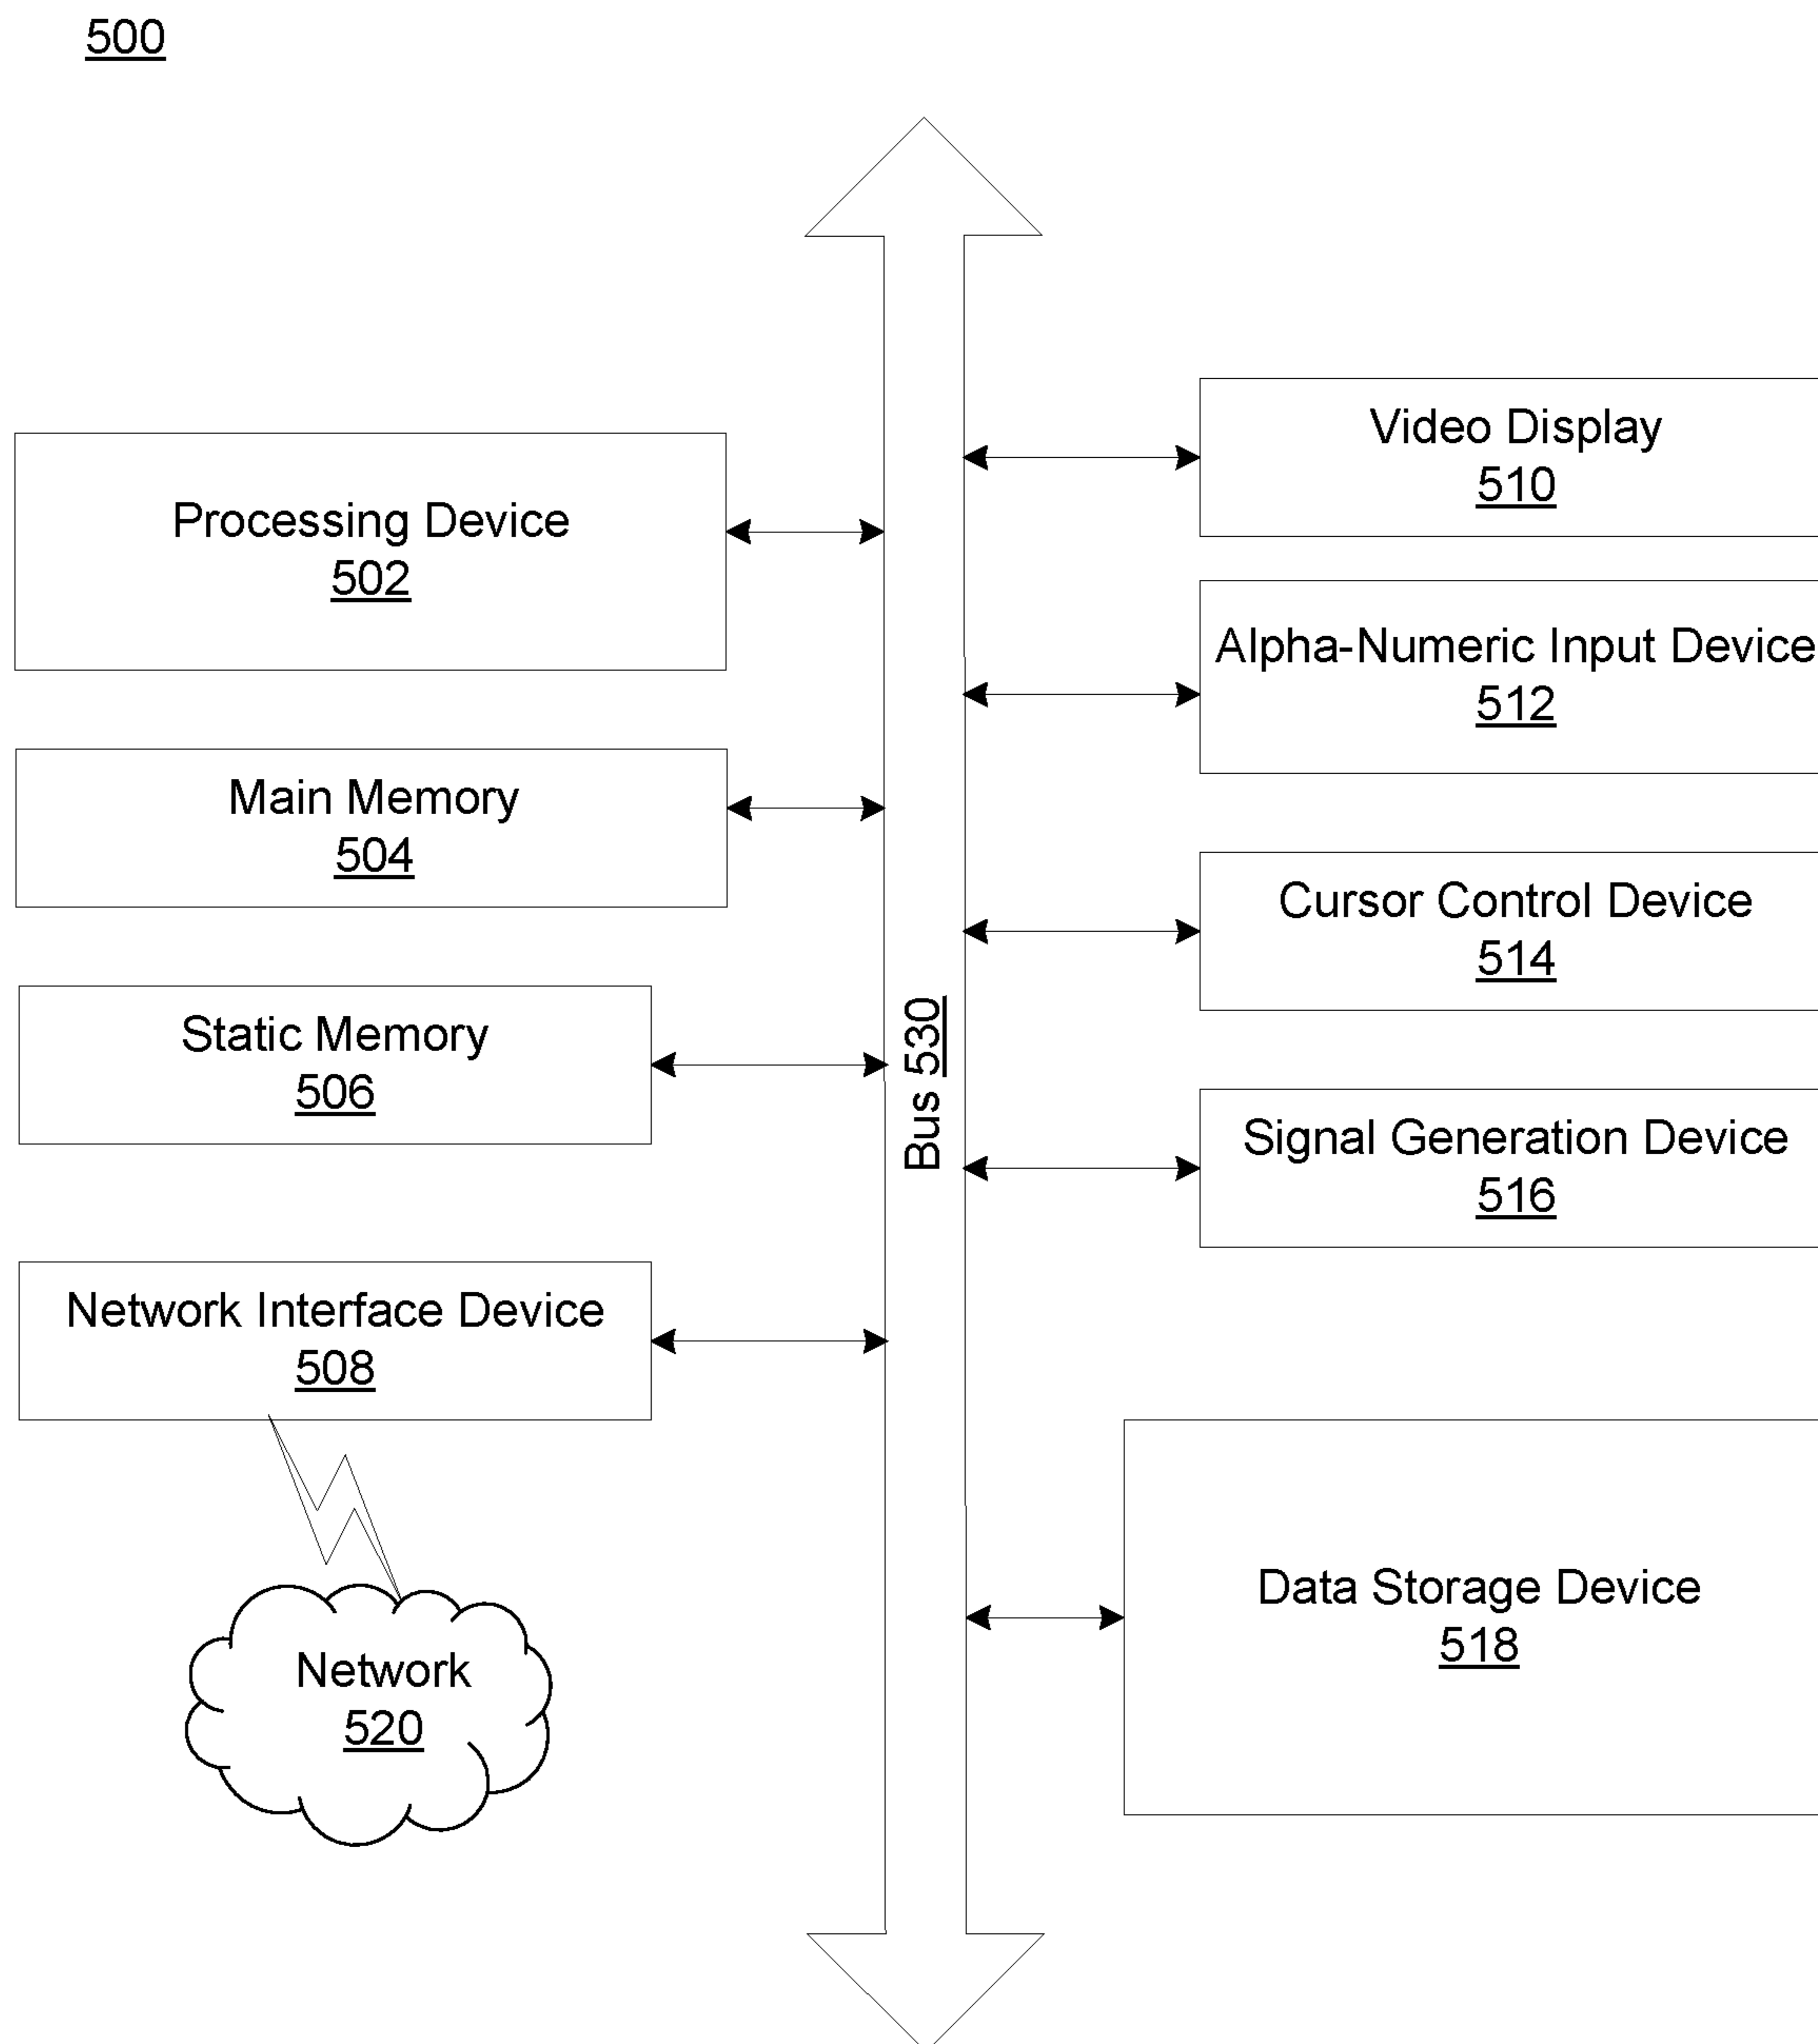 500
Processing Device
502
Main Memory
504
Static Memory
506
Network Interface Device
508
Network
520
Bus 530
Video Display
510
Alpha-Numeric Input Device
512
Cursor Control Device
514
Signal Generation Device
516
Data Storage Device
518